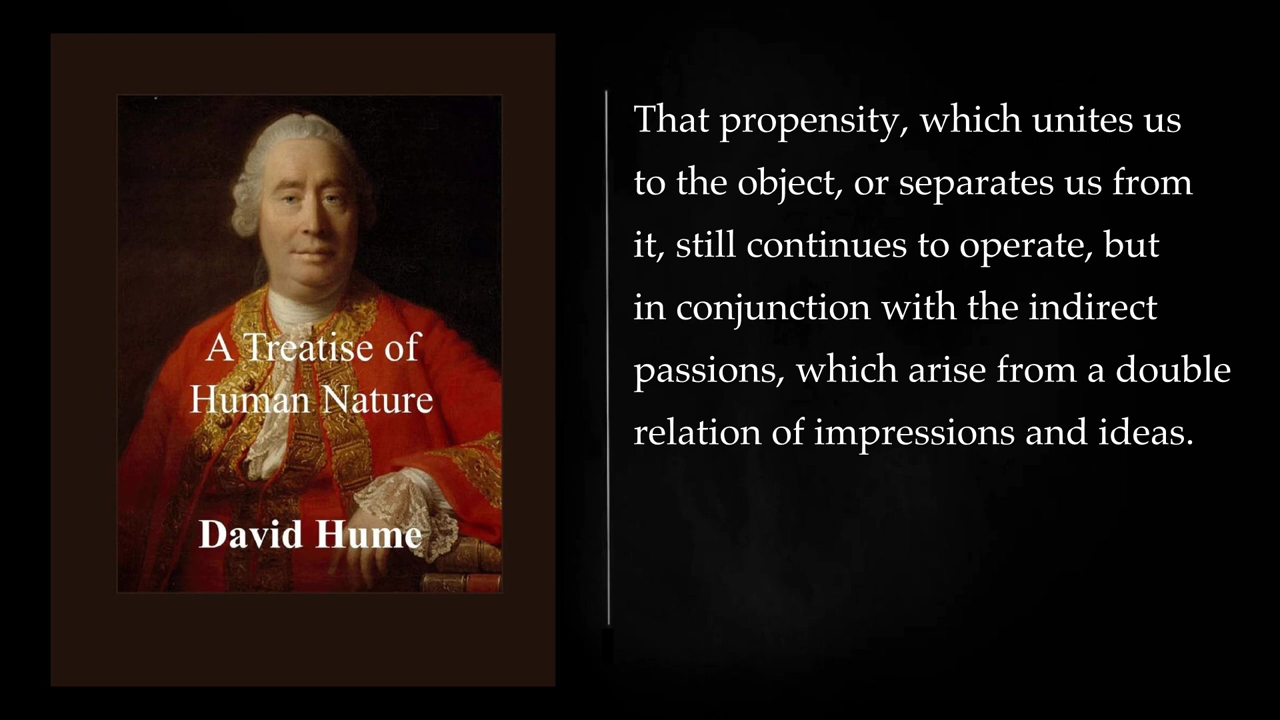 A Treatise of
Human Nature
David Hume
That propensity, which unites us
to the object, or separates us from
it, still continues to operate, but
in conjunction with the indirect
passions, which arise from a double
relation of impressions and ideas.